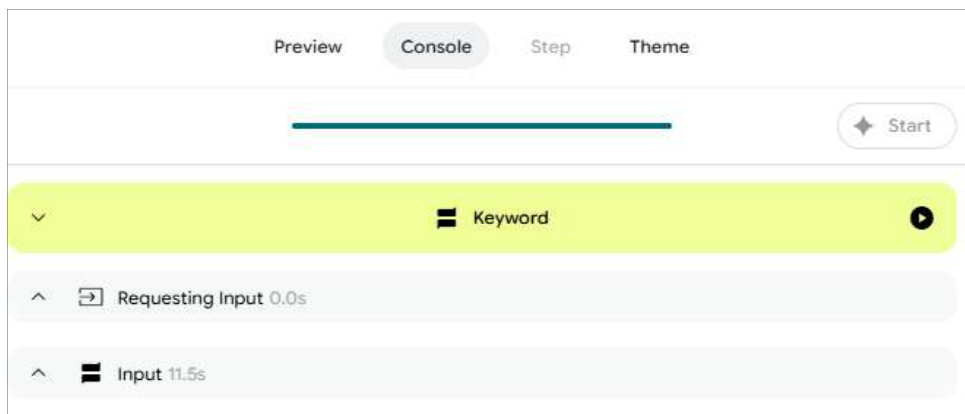 Preview Console Step Theme
Start
Keyword
Requesting Input 0.0s
Input 11.5s